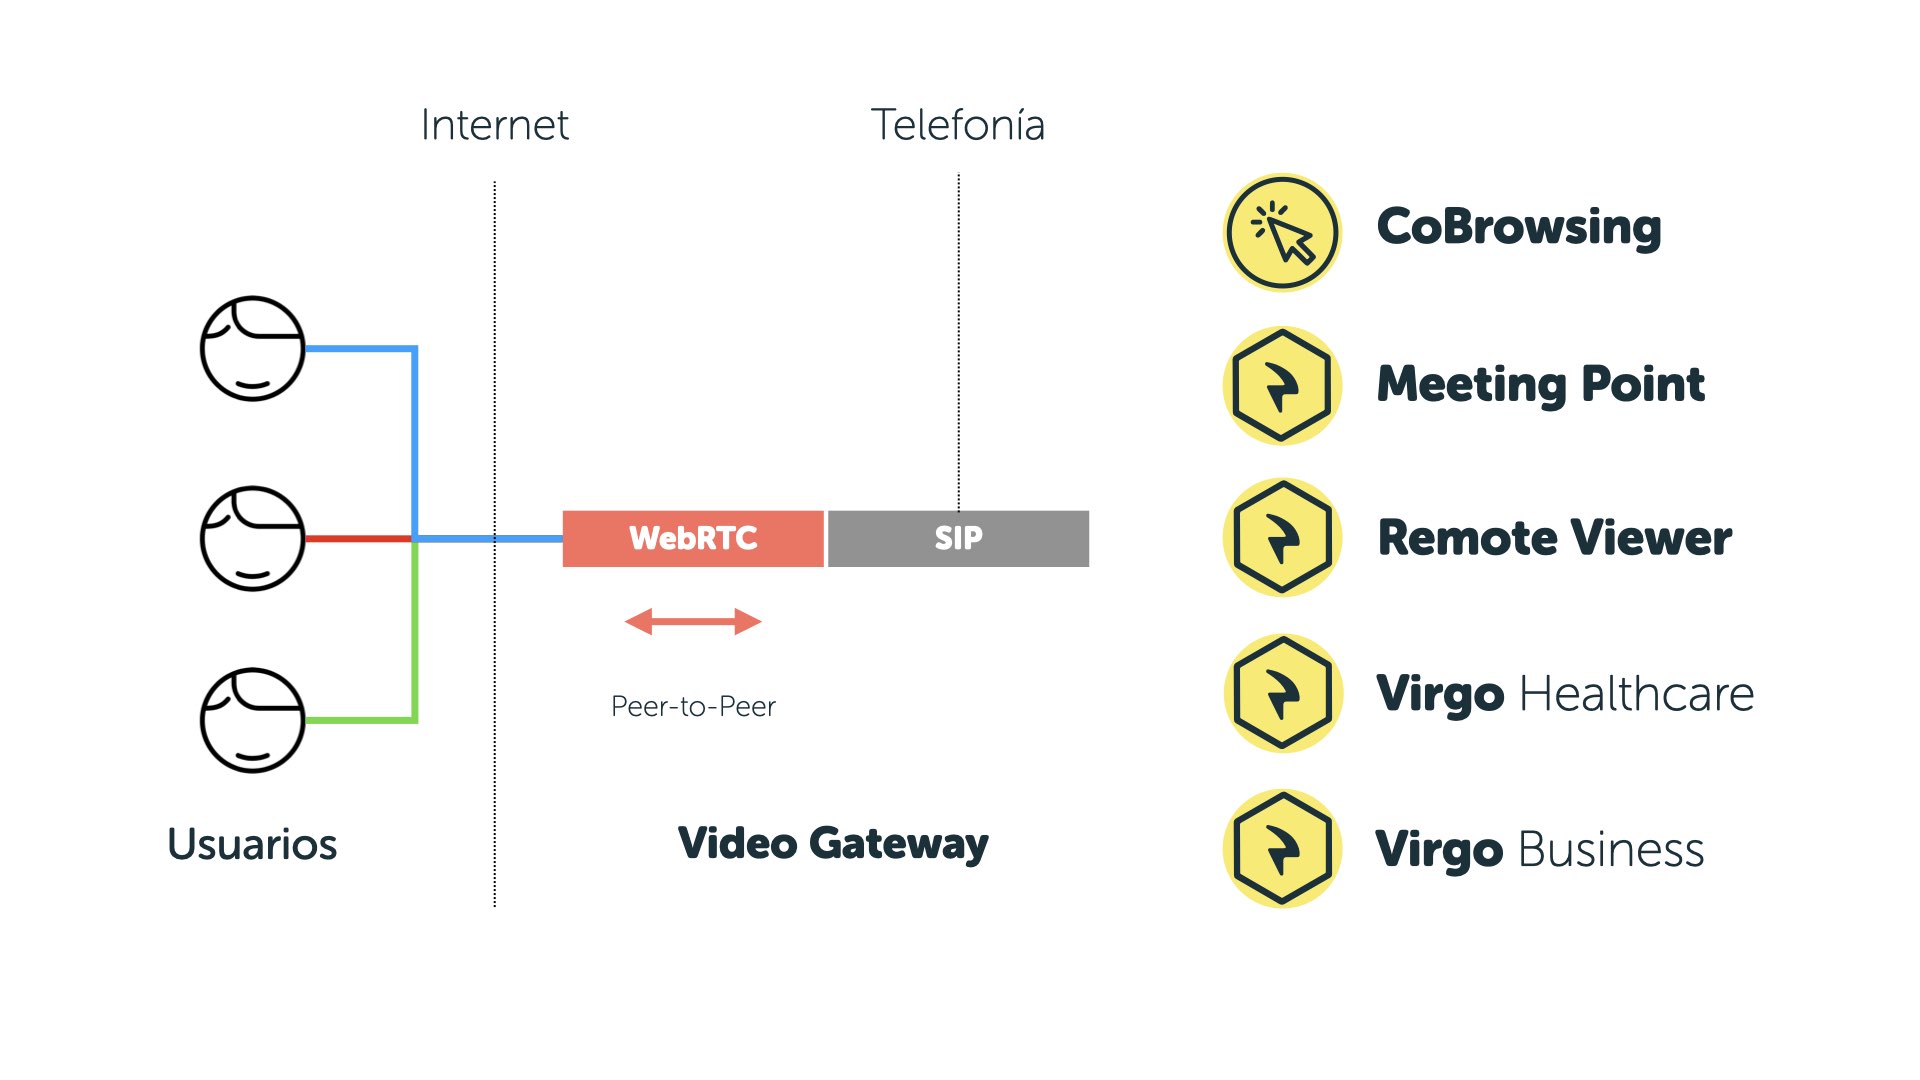 Internet
Telefonía
WebRTC
SIP
Peer-to-Peer
Usuarios
Video Gateway
CoBrowsing
Meeting Point
Remote Viewer
Virgo Healthcare
Virgo Business